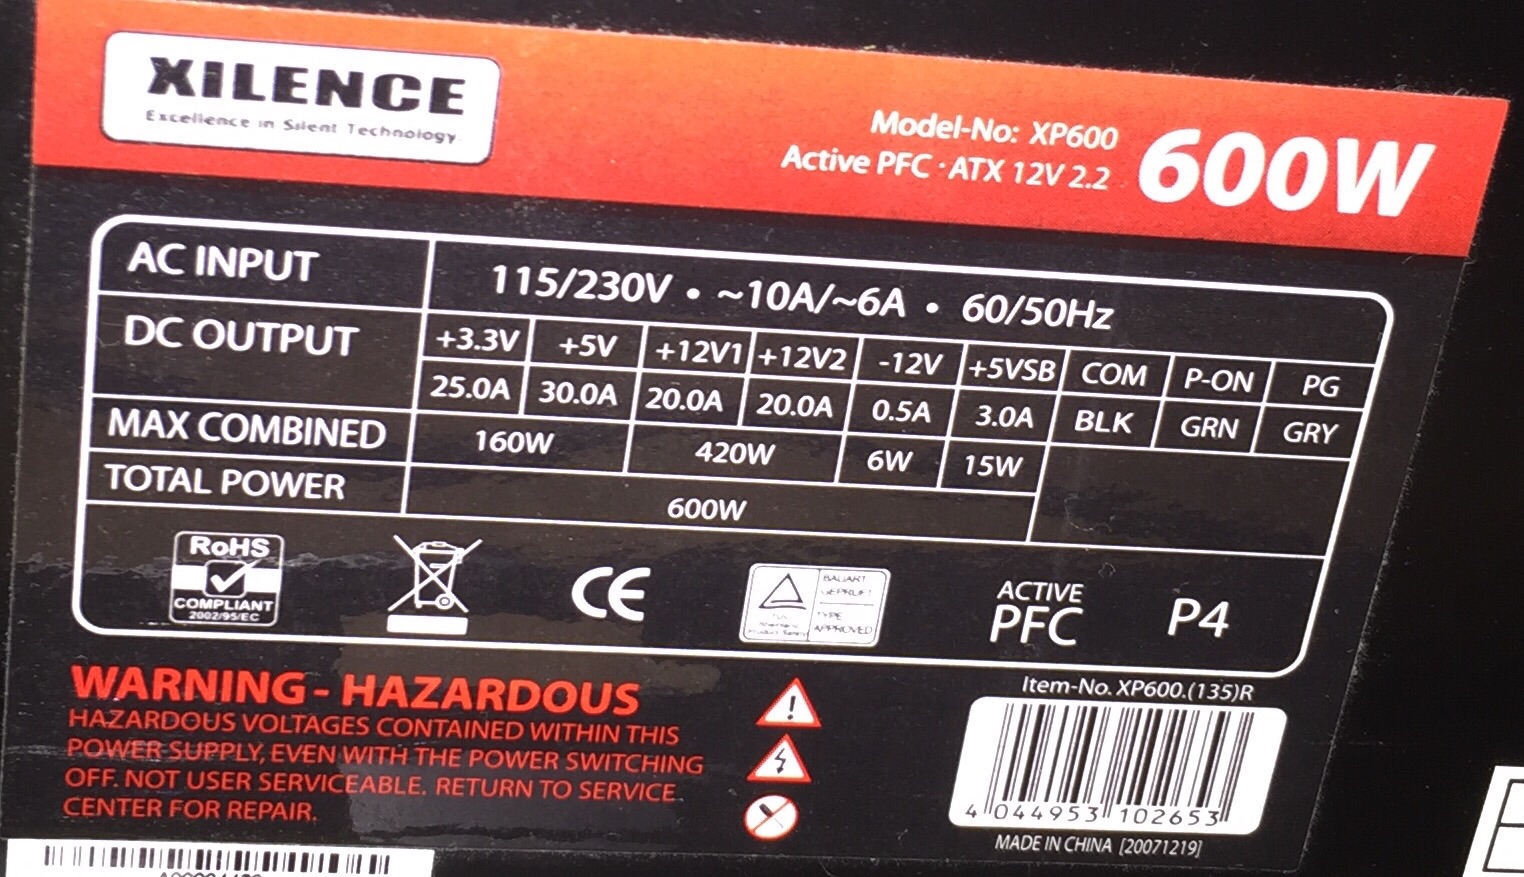 XILENCE
Excellence in Silent Technology
Model-No: XP600
Active PFC · ATX 12V 2.2
600W
AC INPUT 115/230V • ~10A/~6A • 60/50Hz
DC OUTPUT +3.3V +5V +12V1 +12V2 -12V +5VSB COM P-ON PG
25.0A 30.0A 20.0A 20.0A 0.5A 3.0A BLK GRN GRY
MAX COMBINED 160W 420W 6W 15W
TOTAL POWER 600W
RoHS
COMPLIANT
2002/95/EC
CE
BAUART
GEPRÜFT
TYPE
APPROVED
Product Safety
ACTIVE
PFC
P4
WARNING - HAZARDOUS
HAZARDOUS VOLTAGES CONTAINED WITHIN THIS
POWER SUPPLY, EVEN WITH THE POWER SWITCHING
OFF. NOT USER SERVICEABLE. RETURN TO SERVICE
CENTER FOR REPAIR.
Item-No. XP600.(135)R
4 044953 102653
MADE IN CHINA [20071219]